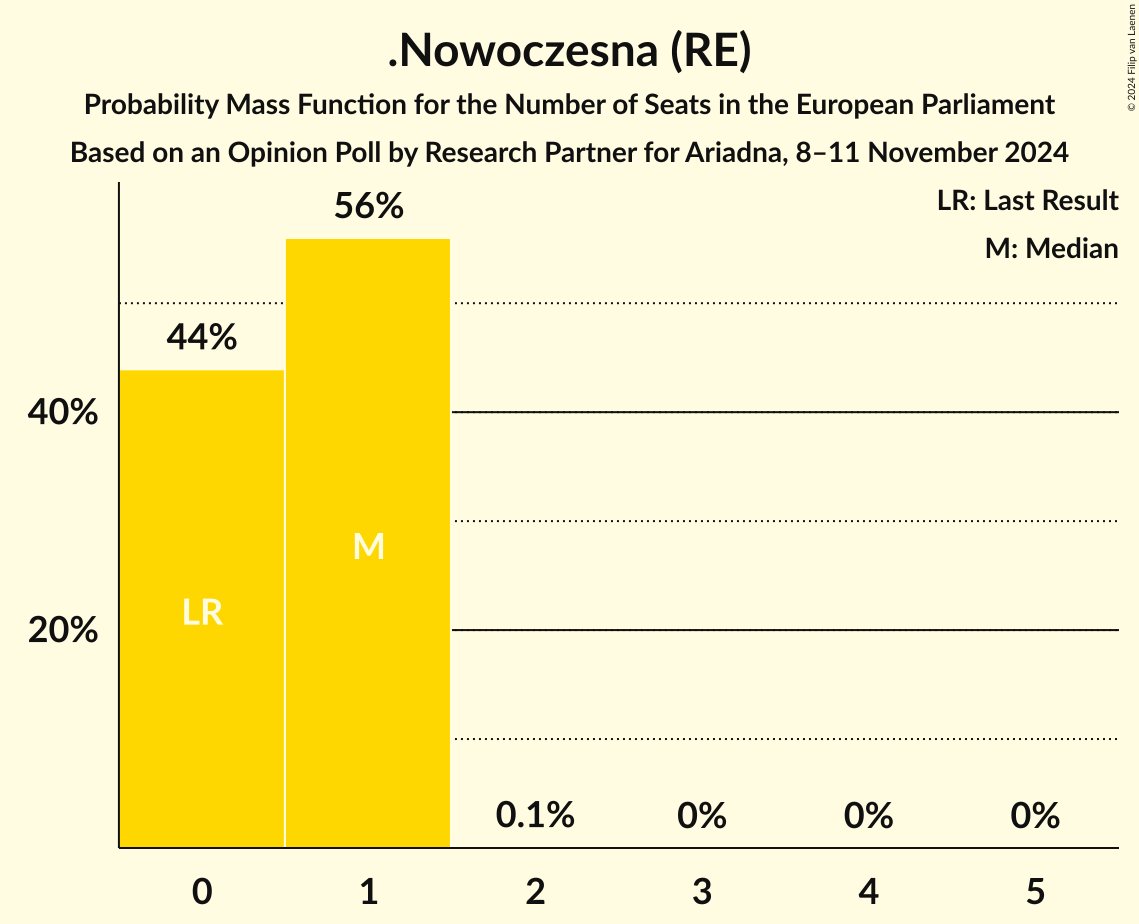 .Nowoczesna (RE)
Probability Mass Function for the Number of Seats in the European Parliament
Based on an Opinion Poll by Research Partner for Ariadna, 8–11 November 2024
© 2024 Filip van Laenen
LR: Last Result
M: Median
56%
44%
40%
M
LR
20%
0.1%
0%
0%
0%
0
1
2
3
4
5